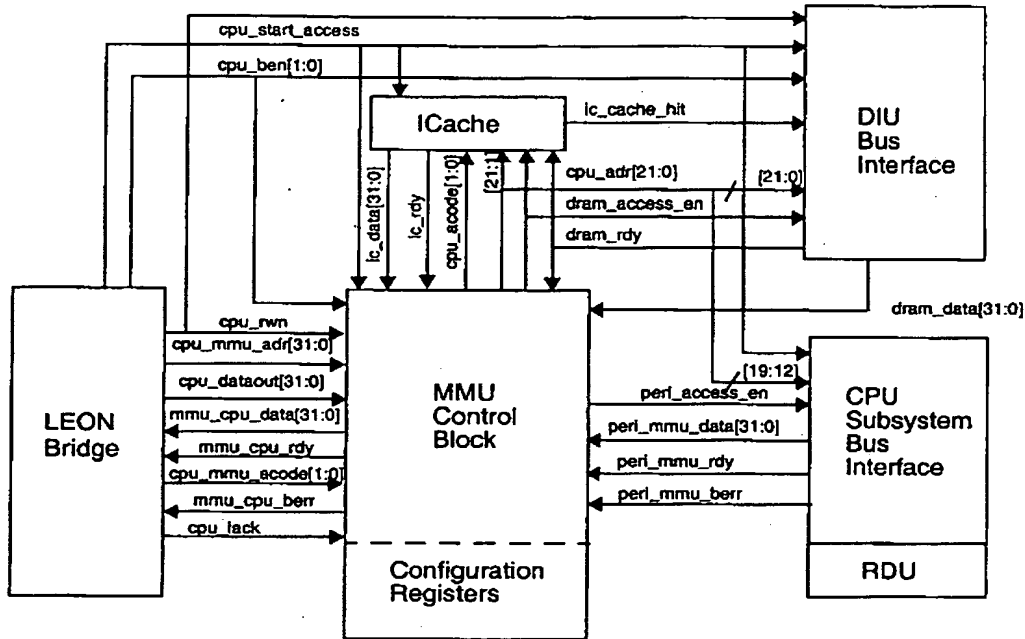 cpu_start_access
cpu_ben[1:0]
ICache
ic_cache_hit
DIU
Bus
Interface
ic_data[31:0]
ic_rdy
cpu_acode[1:0]
[21:1]
cpu_adr[21:0]
[21:0]
dram_access_en
dram_rdy
dram_data[31:0]
cpu_rwn
cpu_mmu_adr[31:0]
cpu_dataout[31:0]
mmu_cpu_data[31:0]
mmu_cpu_rdy
cpu_mmu_acode[1:0]
mmu_cpu_berr
cpu_iack
LEON
Bridge
MMU
Control
Block
Configuration
Registers
[19:12]
peri_access_en
peri_mmu_data[31:0]
peri_mmu_rdy
peri_mmu_berr
CPU
Subsystem
Bus
Interface
RDU